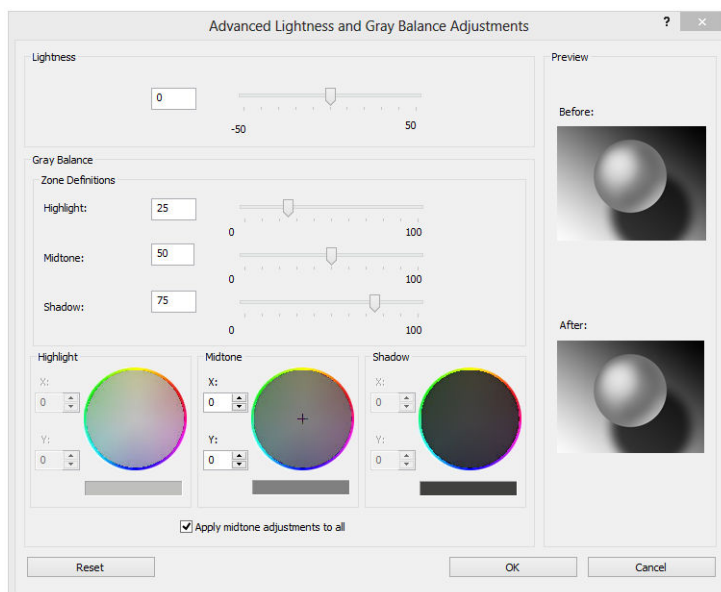 Advanced Lightness and Gray Balance Adjustments
?
x
Lightness
0
-50 50
Gray Balance
Zone Definitions
Highlight: 25
0 100
Midtone: 50
0 100
Shadow: 75
0 100
Highlight
X:
0
Y:
0
Midtone
X:
0
Y:
0
Shadow
X:
0
Y:
0
Apply midtone adjustments to all
Preview
Before:
After:
Reset OK Cancel